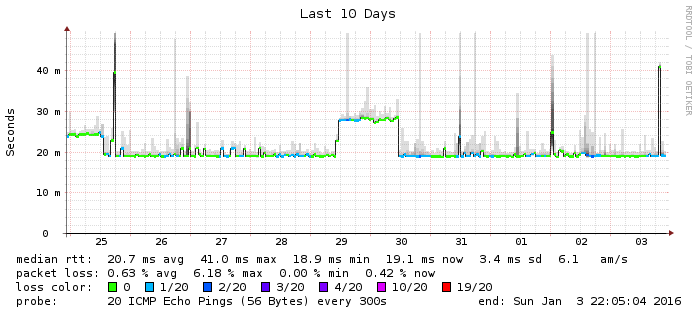 Last 10 Days
RRDTOOL / TOBI OETIKER
Seconds
40 m
30 m
20 m
10 m
0
25 26 27 28 29 30 31 01 02 03
median rtt: 20.7 ms avg 41.0 ms max 18.9 ms min 19.1 ms now 3.4 ms sd 6.1 am/s
packet loss: 0.63 % avg 6.18 % max 0.00 % min 0.42 % now
loss color: 0 1/20 2/20 3/20 4/20 10/20 19/20
probe: 20 ICMP Echo Pings (56 Bytes) every 300s end: Sun Jan 3 22:05:04 2016